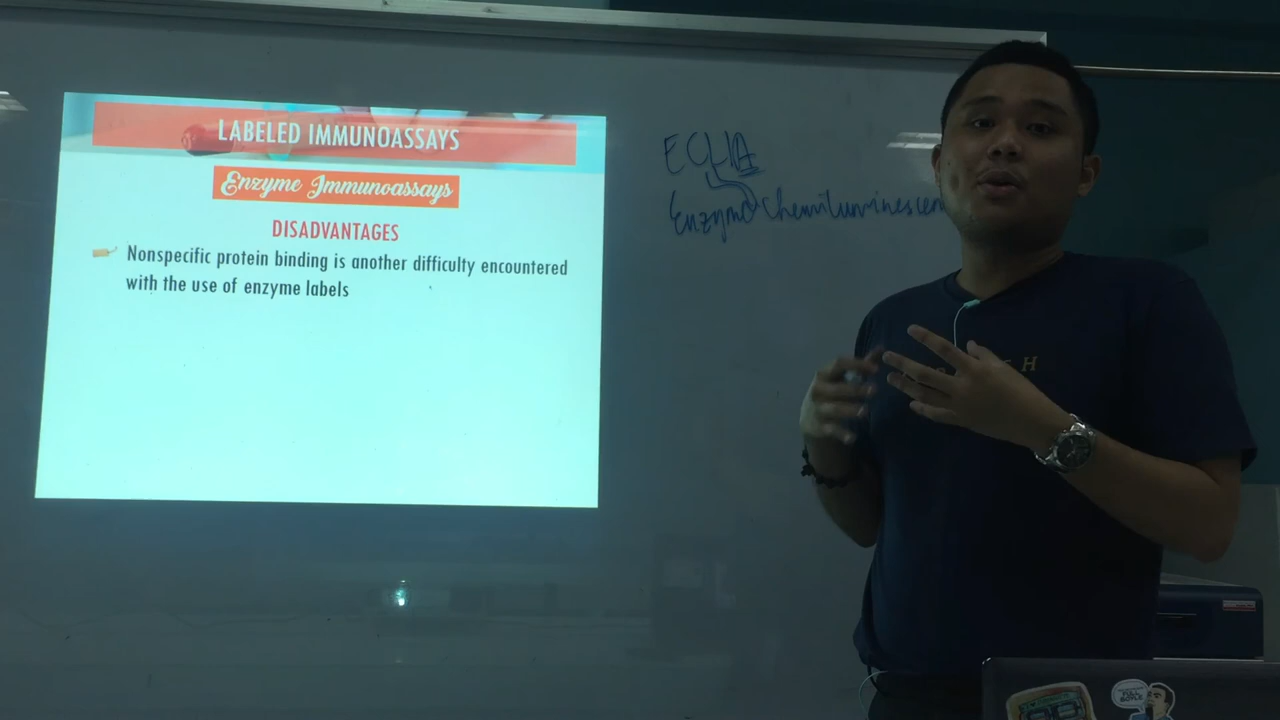 LABELED IMMUNOASSAYS
Enzyme Immunoassays
DISADVANTAGES
Nonspecific protein binding is another difficulty encountered
with the use of enzyme labels
ECLIA
Enzyme Chemiluminescen